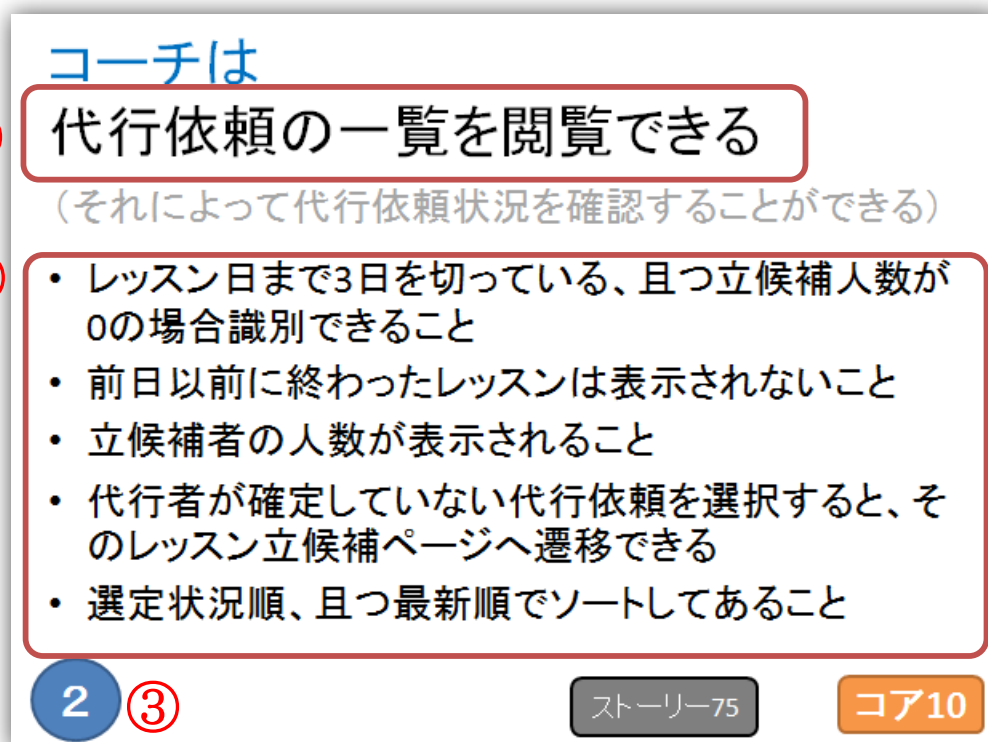 コーチは
代行依頼の一覧を閲覧できる
（それによって代行依頼状況を確認することができる）
• レッスン日まで3日を切っている、且つ立候補人数が
0の場合識別できること
• 前日以前に終わったレッスンは表示されないこと
• 立候補者の人数が表示されること
• 代行者が確定していない代行依頼を選択すると、そ
のレッスン立候補ページへ遷移できる
• 選定状況順、且つ最新順でソートしてあること
2 ③ ストーリー75 コア10